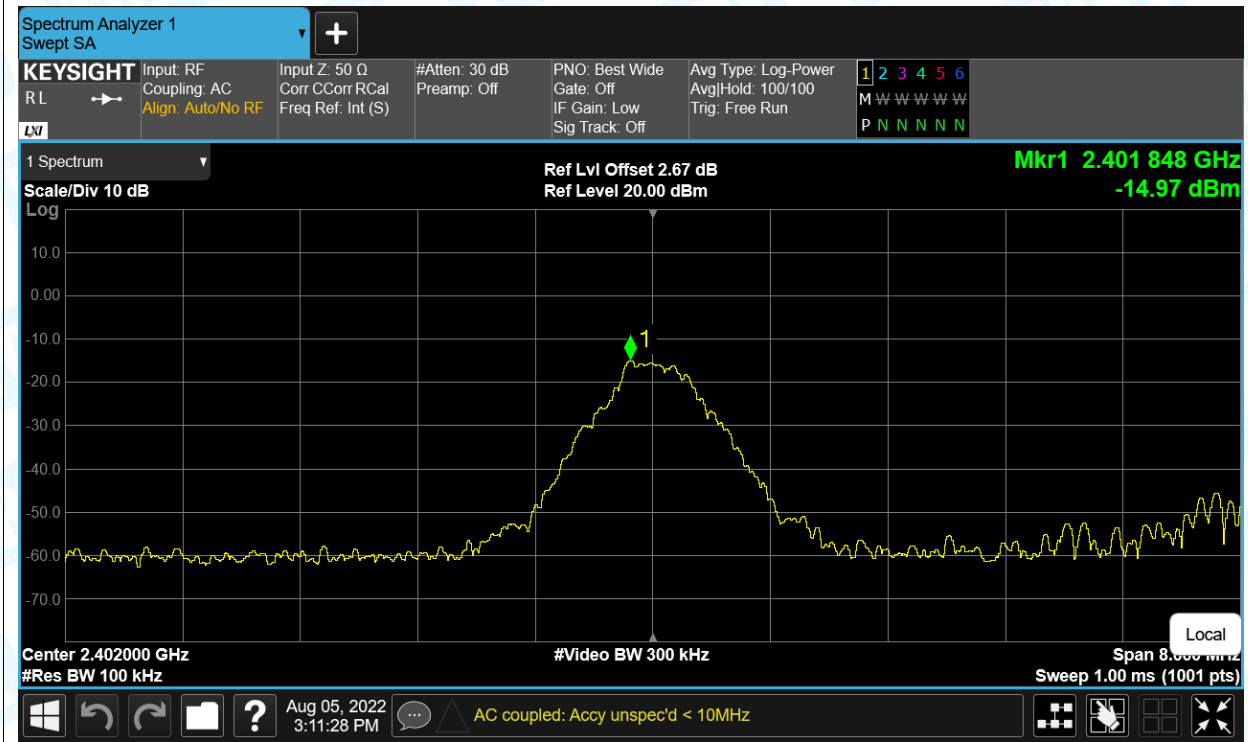 Spectrum Analyzer 1
Swept SA
KEYSIGHT
R L
LXI
Input: RF
Coupling: AC
Align: Auto/No RF
Input Z: 50 Ω
Corr CCorr RCal
Freq Ref: Int (S)
#Atten: 30 dB
Preamp: Off
PNO: Best Wide
Gate: Off
IF Gain: Low
Sig Track: Off
Avg Type: Log-Power
Avg|Hold: 100/100
Trig: Free Run
1 2 3 4 5 6
M W W W W W
P N N N N N
1 Spectrum
Scale/Div 10 dB
Log
Ref Lvl Offset 2.67 dB
Ref Level 20.00 dBm
Mkr1 2.401 848 GHz
-14.97 dBm
10.0
0.00
-10.0
-20.0
-30.0
-40.0
-50.0
-60.0
-70.0
1
Local
Center 2.402000 GHz
#Res BW 100 kHz
#Video BW 300 kHz
Span
Sweep 1.00 ms (1001 pts)
?
Aug 05, 2022
3:11:28 PM
AC coupled: Accy unspec'd < 10MHz